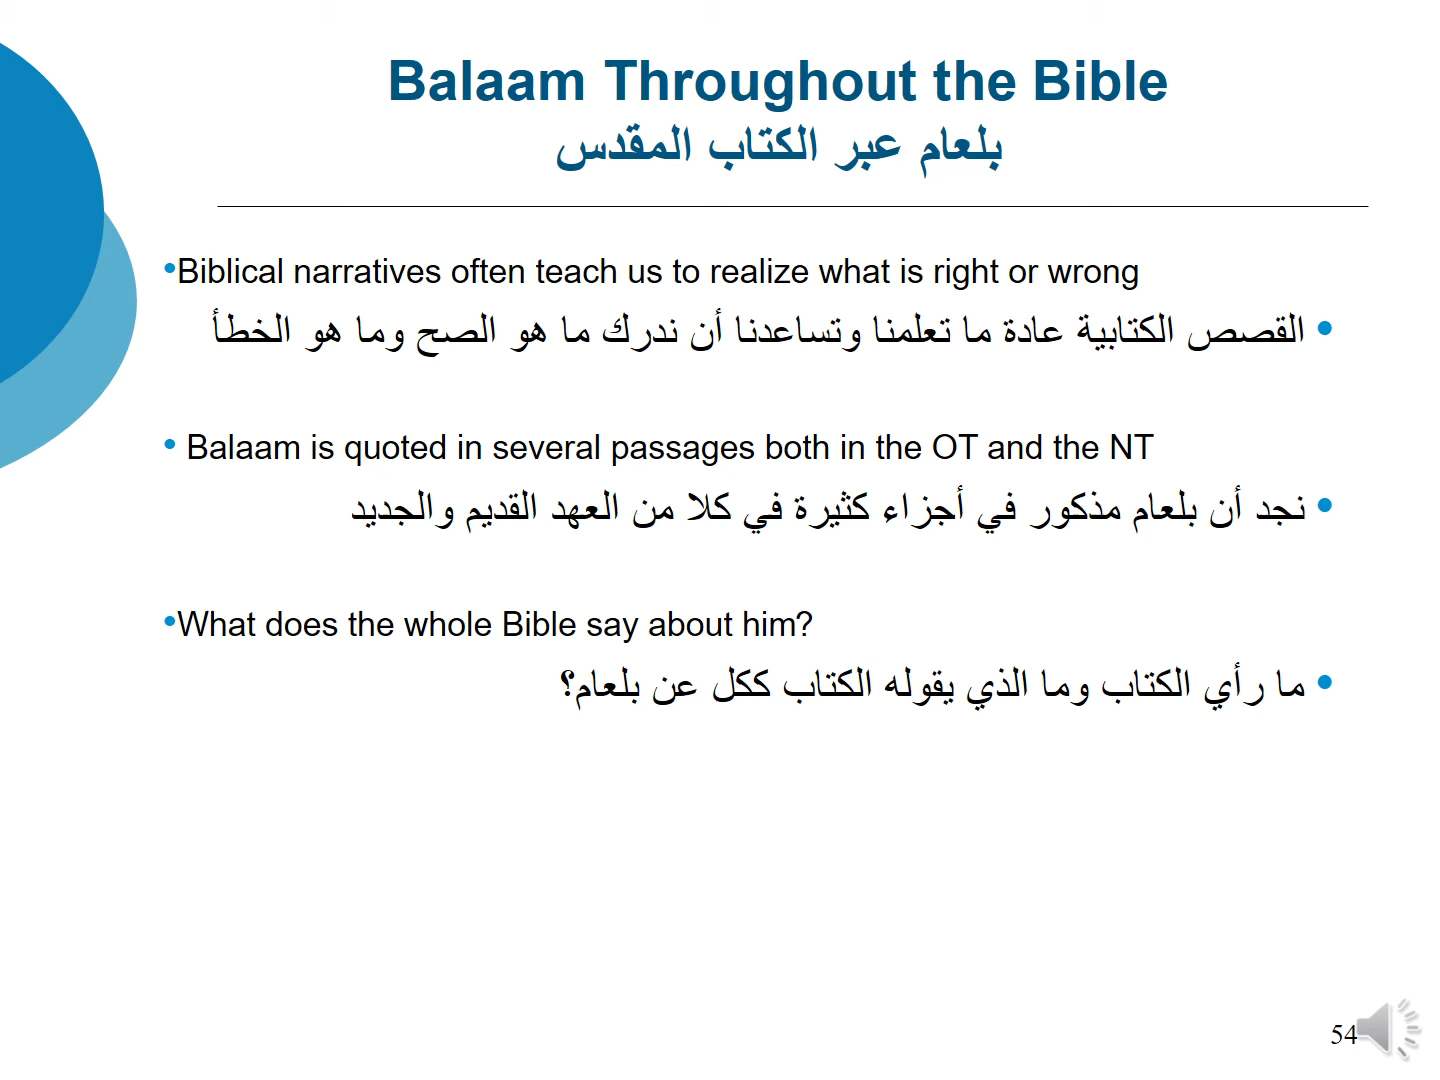 Balaam Throughout the Bible
بلعام عبر الكتاب المقدس
•Biblical narratives often teach us to realize what is right or wrong
• القصص الكتابية عادة ما تعلمنا وتساعدنا أن ندرك ما هو الصح وما هو الخطأ
• Balaam is quoted in several passages both in the OT and the NT
• نجد أن بلعام مذكور في أجزاء كثيرة في كلا من العهد القديم والجديد
•What does the whole Bible say about him?
• ما رأي الكتاب وما الذي يقوله الكتاب ككل عن بلعام؟
54